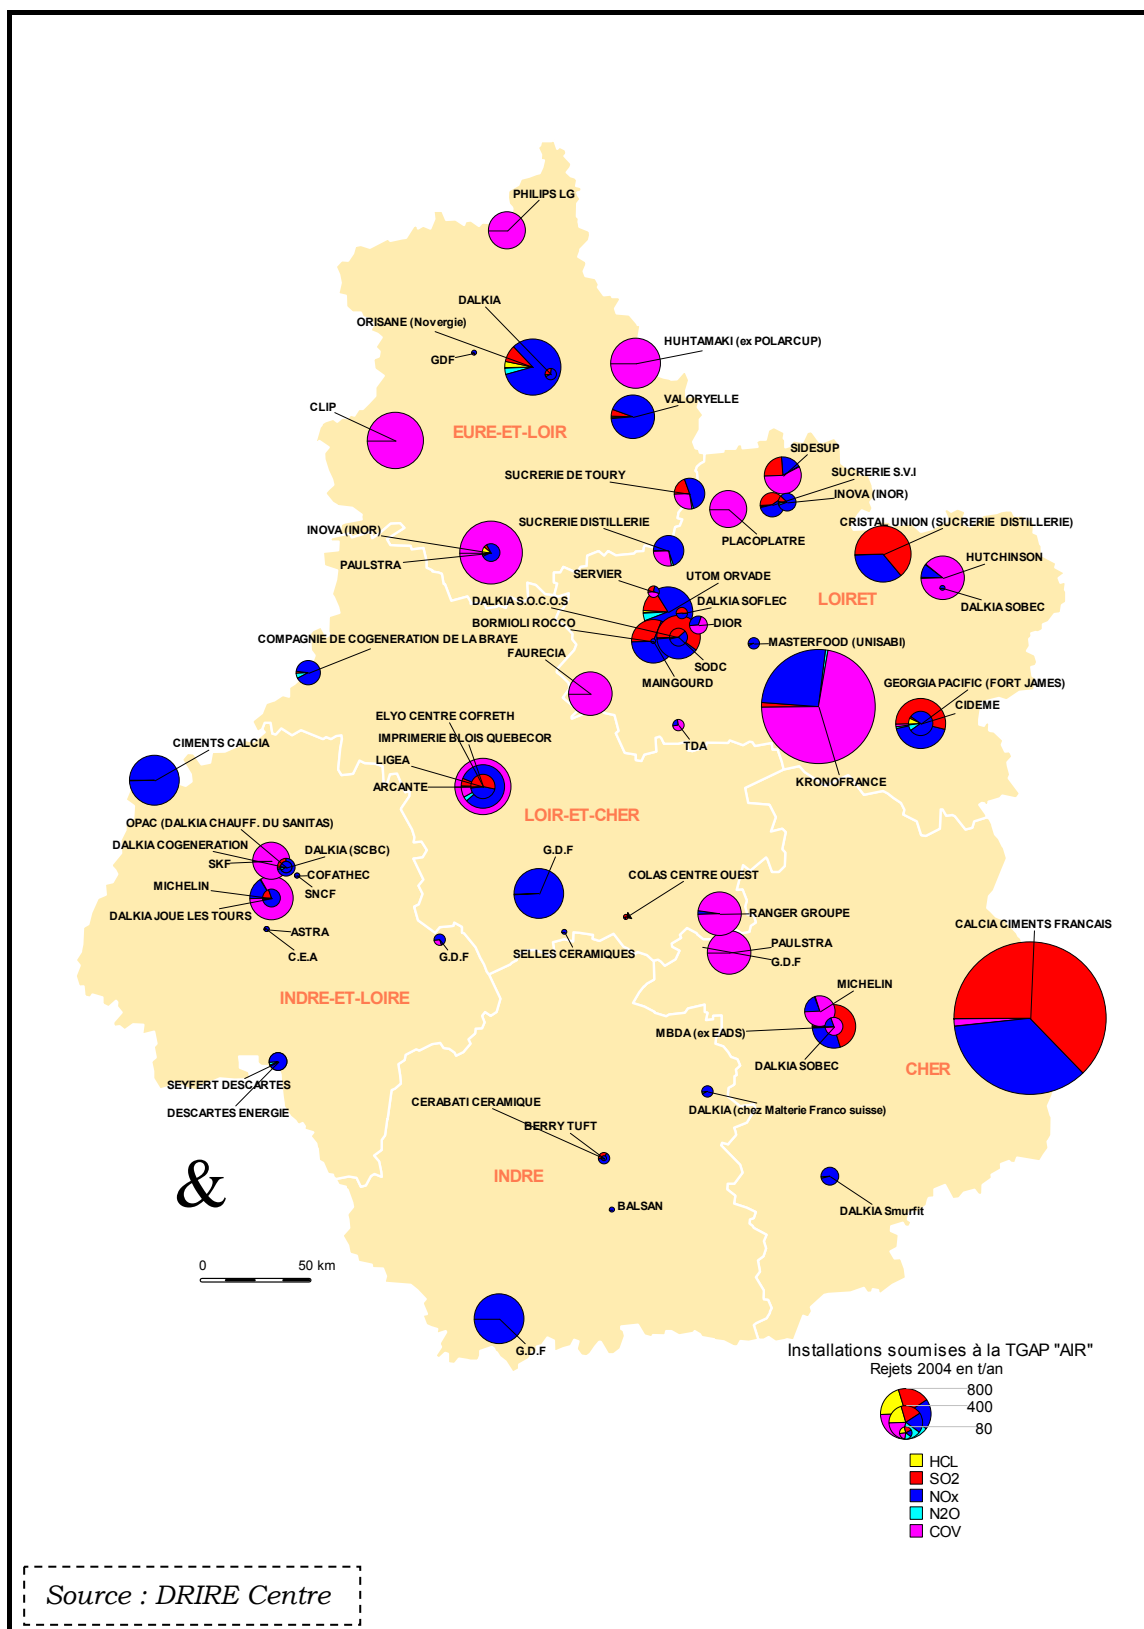 PHILIPS LG
DALKIA
ORISANE (Novergie)
GDF
HUHTAMAKI (ex POLARCUP)
CLIP
VALORYELLE
EURE-ET-LOIR
SIDESUP
SUCRERIE DE TOURY
SUCRERIE S.V.I
INOVA (INOR)
INOVA (INOR)
SUCRERIE DISTILLERIE
CRISTAL UNION (SUCRERIE DISTILLERIE)
PLACOPLATRE
PAULSTRA
HUTCHINSON
SERVIER
UTOM ORVADE
DALKIA S.O.C.O.S
DALKIA SOFLEC
LOIRET
DALKIA SOBEC
BORMIOLI ROCCO
DIOR
COMPAGNIE DE COGENERATION DE LA BRAYE
MASTERFOOD (UNISABI)
FAURECIA
SODC
MAINGOURD
GEORGIA PACIFIC (FORT JAMES)
CIDEME
ELYO CENTRE COFRETH
IMPRIMERIE BLOIS QUEBECOR
TDA
CIMENTS CALCIA
LIGEA
KRONOFRANCE
ARCANTE
LOIR-ET-CHER
OPAC (DALKIA CHAUFF. DU SANITAS)
DALKIA COGENERATION
DALKIA (SCBC)
G.D.F
SKF
COFATHEC
COLAS CENTRE OUEST
MICHELIN
SNCF
DALKIA JOUE LES TOURS
RANGER GROUPE
CALCIA CIMENTS FRANCAIS
ASTRA
C.E.A
G.D.F
SELLES CERAMIQUES
PAULSTRA
G.D.F
MICHELIN
INDRE-ET-LOIRE
MBDA (ex EADS)
DALKIA SOBEC
CHER
SEYFERT DESCARTES
DESCARTES ENERGIE
CERABATI CERAMIQUE
DALKIA (chez Malterie Franco suisse)
BERRY TUFT
INDRE
&
BALSAN
DALKIA Smurfit
0 50 km
G.D.F
Installations soumises à la TGAP "AIR"
Rejets 2004 en t/an
800
400
80
HCL
SO2
NOx
N2O
COV
Source : DRIRE Centre